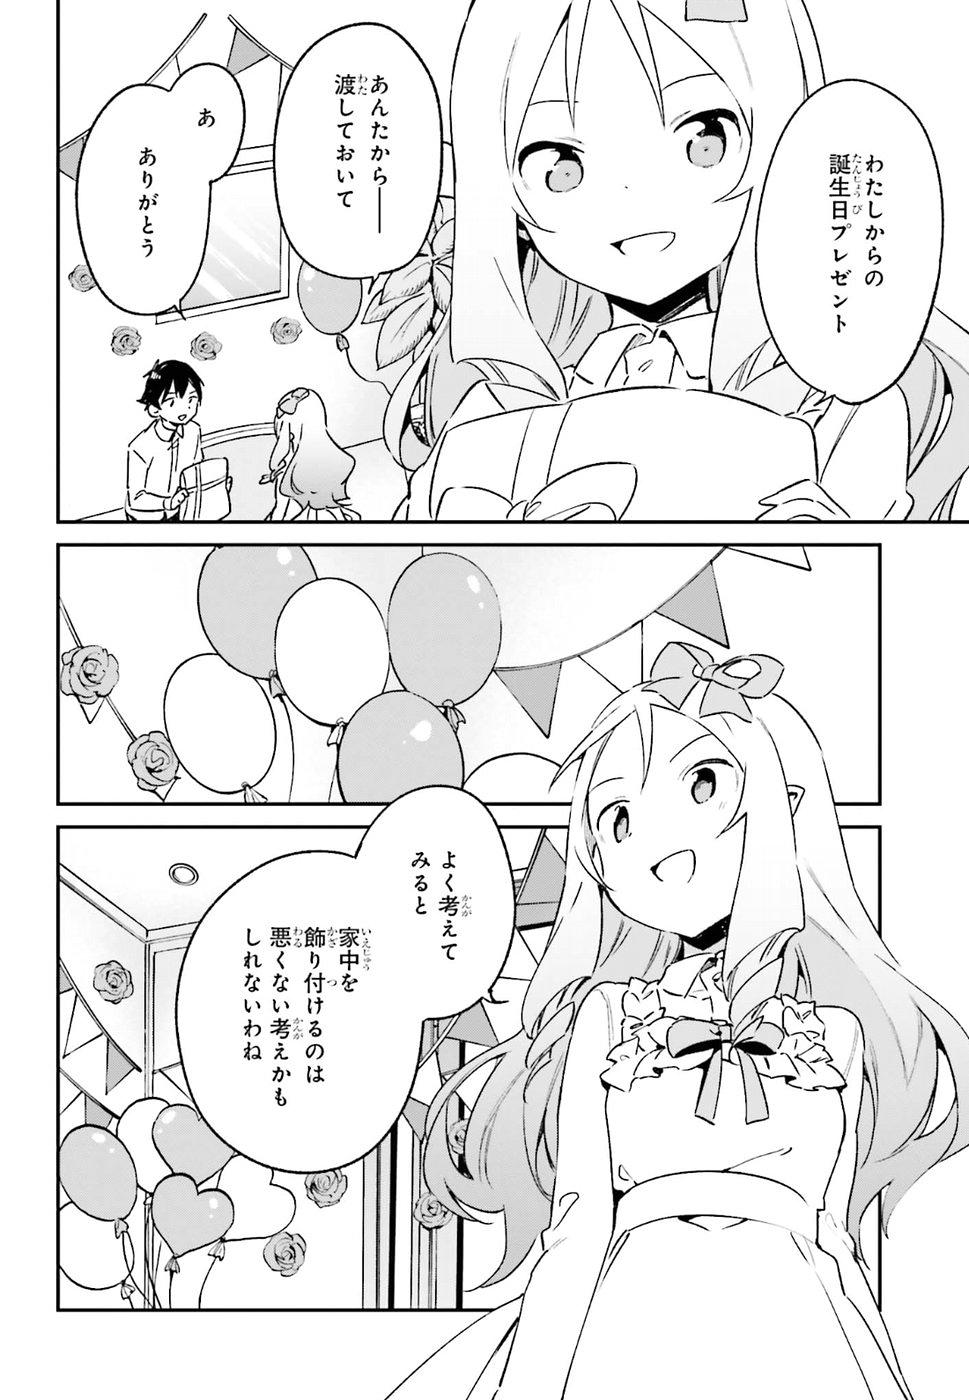 わたしからの
誕生日プレゼント
あんたから――
渡しておいて
あ
ありがとう
よく考えて
みると
家中を
飾り付けるのは
悪くない考えかも
しれないわね